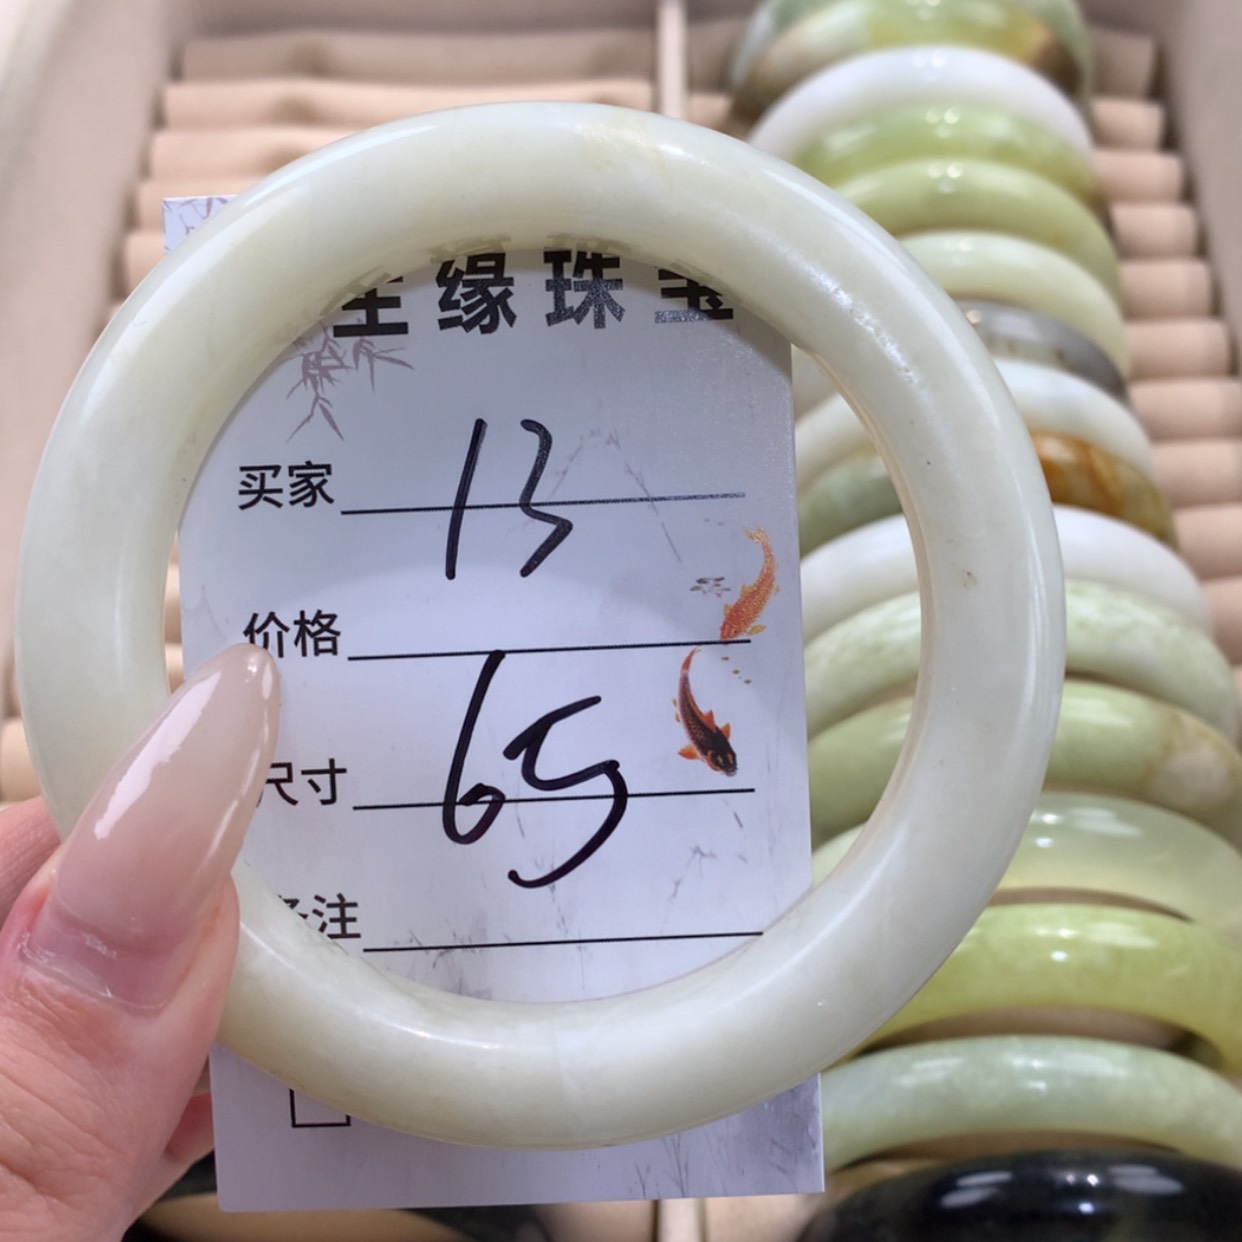 缘珠宝
买家 13
价格
尺寸 65
注